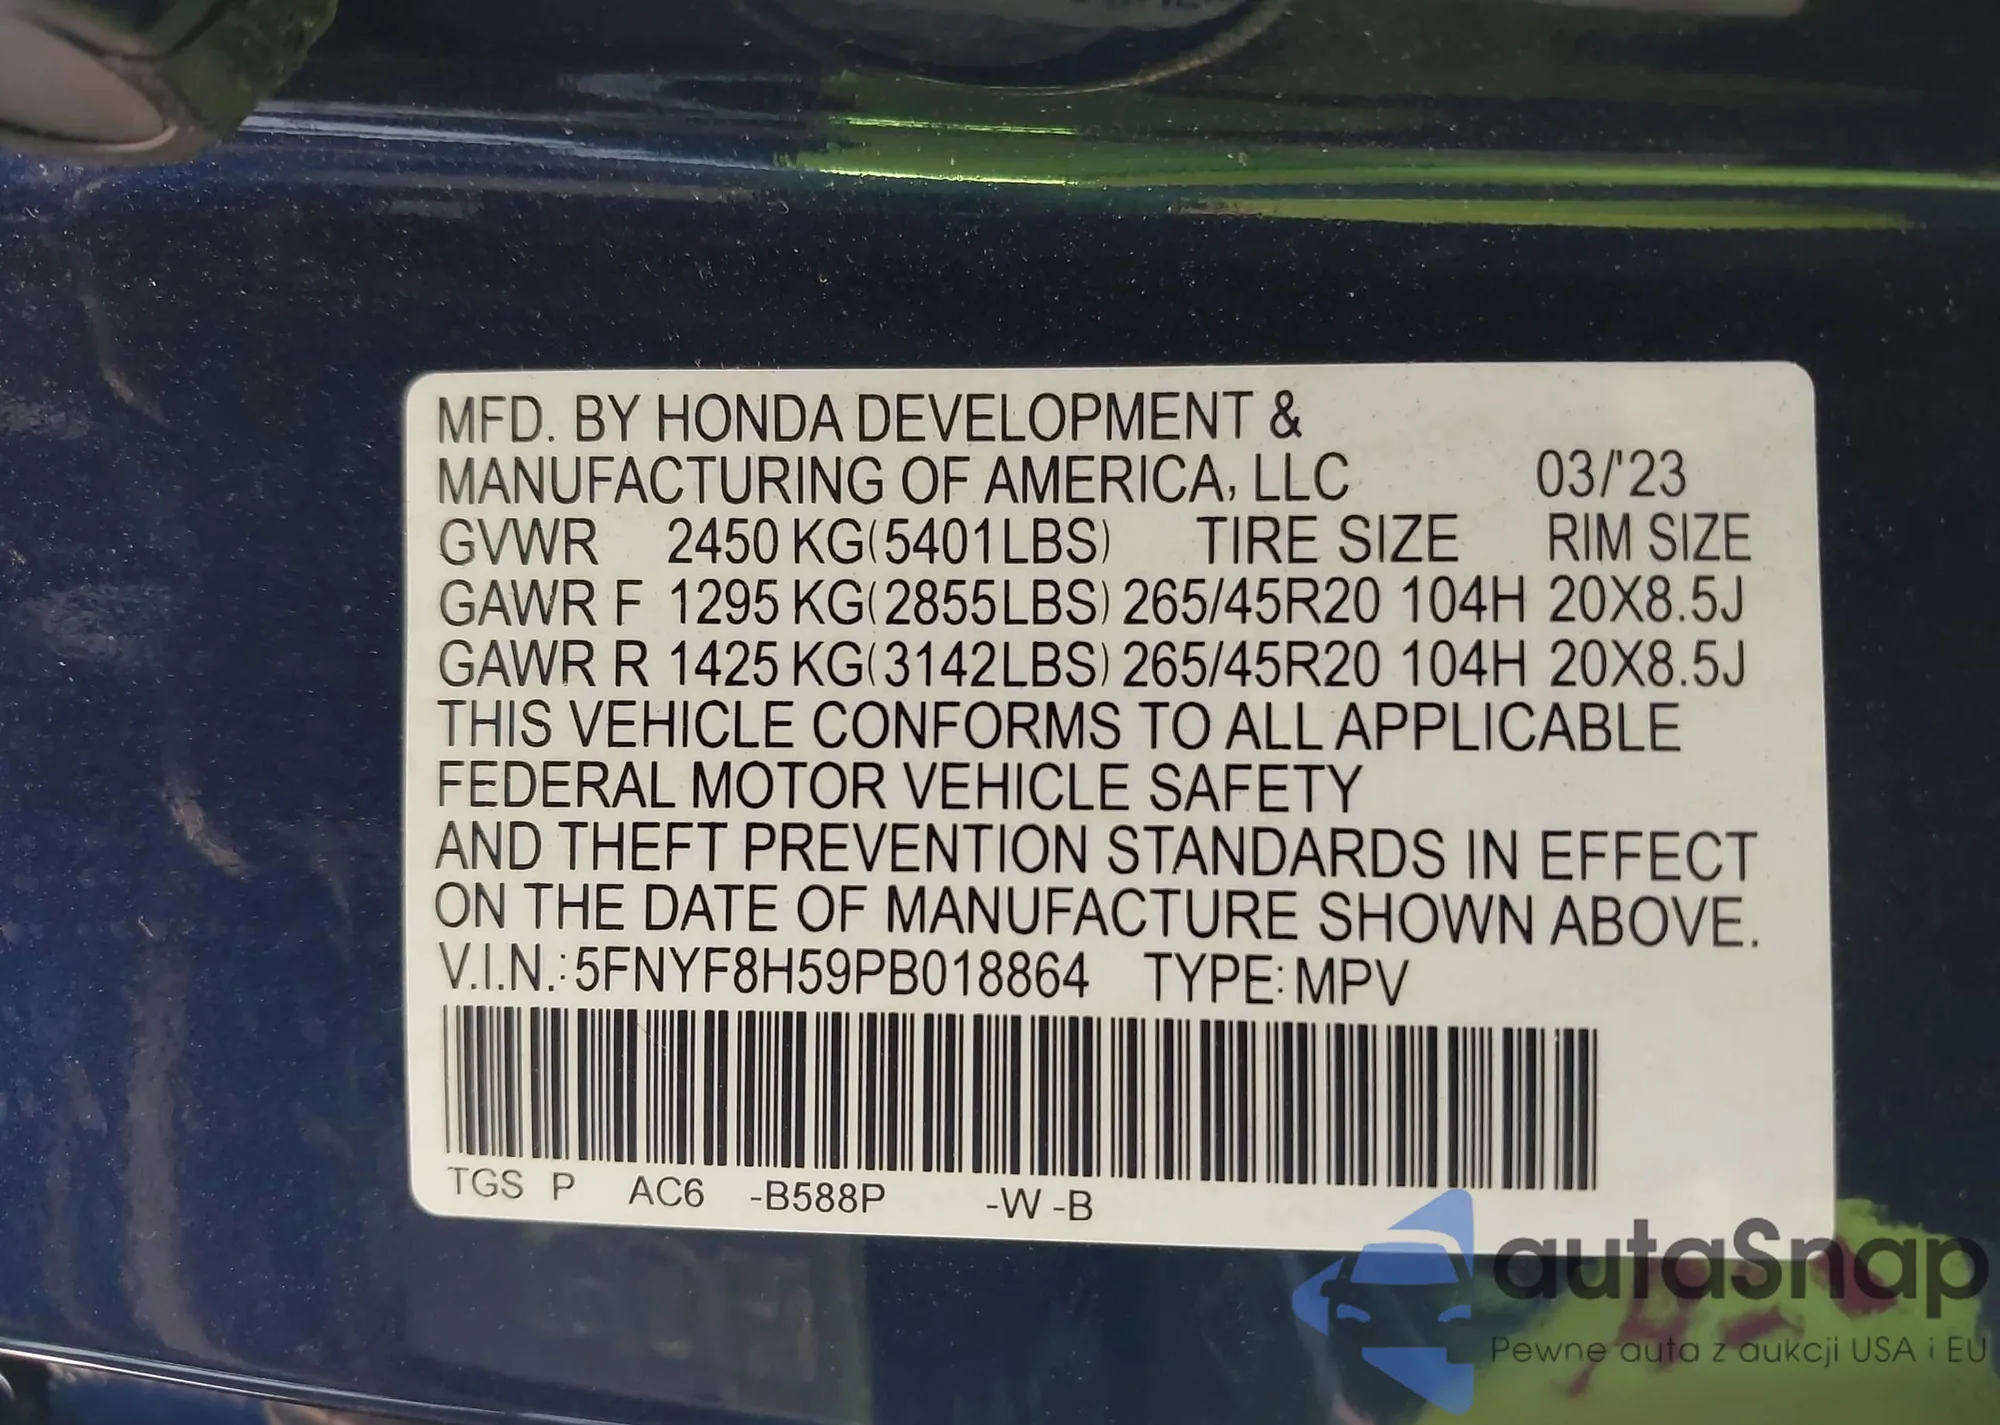 MFD. BY HONDA DEVELOPMENT &
MANUFACTURING OF AMERICA, LLC 03/'23
GVWR 2450 KG(5401LBS) TIRE SIZE RIM SIZE
GAWR F 1295 KG(2855LBS) 265/45R20 104H 20X8.5J
GAWR R 1425 KG(3142LBS) 265/45R20 104H 20X8.5J
THIS VEHICLE CONFORMS TO ALL APPLICABLE
FEDERAL MOTOR VEHICLE SAFETY
AND THEFT PREVENTION STANDARDS IN EFFECT
ON THE DATE OF MANUFACTURE SHOWN ABOVE.
V.I.N.:5FNYF8H59PB018864 TYPE:MPV
TGS P AC6 -B588P -W -B
autaSnap
Pewne auta z aukcji USA i EU